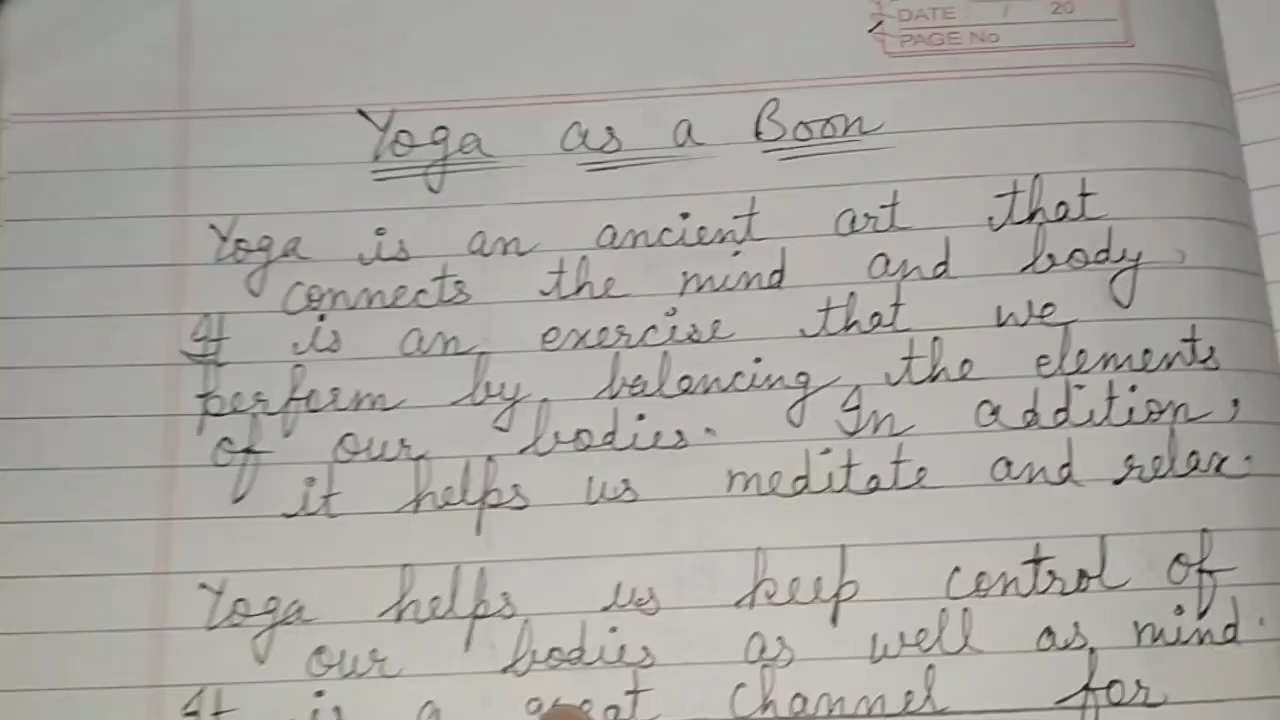 DATE / 20
PAGE No
Yoga as a Boon
Yoga is an ancient art that
connects the mind and body.
It is an exercise that we
perform by balancing the elements
of our bodies. In addition,
it helps us meditate and relax.
Yoga helps us keep control of
our bodies as well as mind.
It is a great channel for